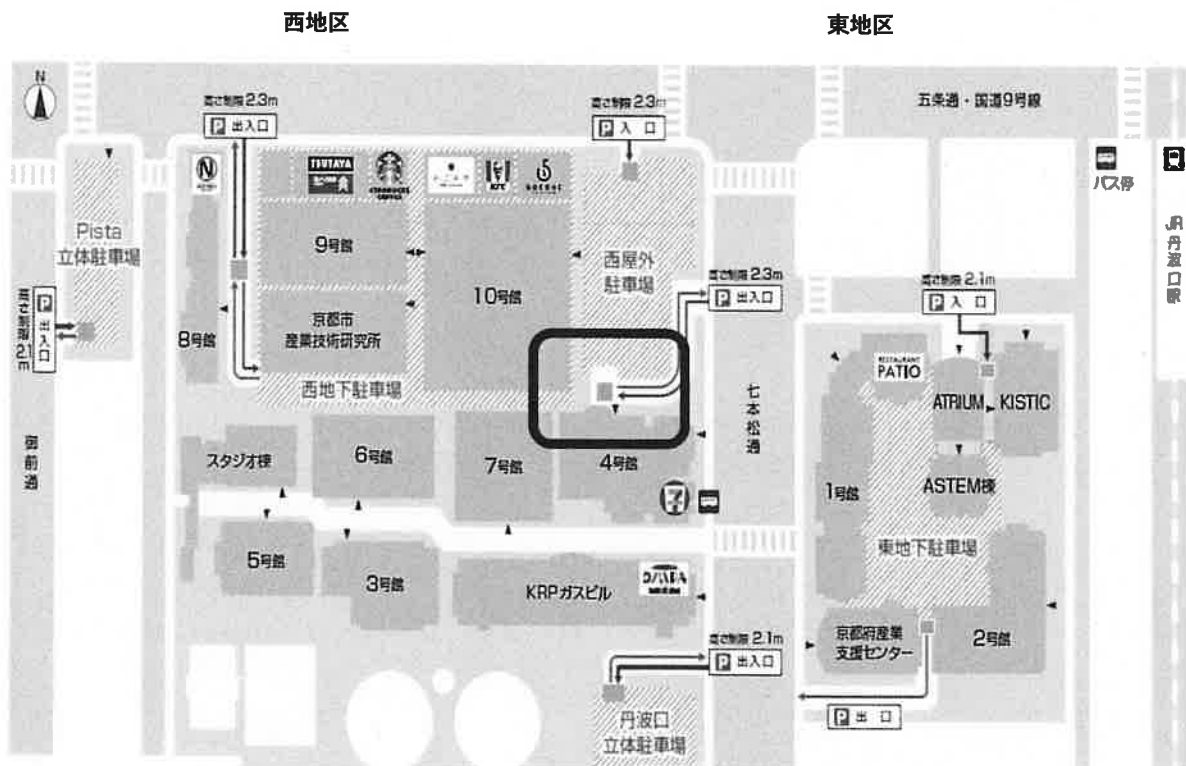 西地区
東地区
N
高さ制限 2.3m
P 出入口
高さ制限 2.3m
P 入口
五条通・国道9号線
バス停
JR丹波口駅
TSUTAYA
STARBUCKS COFFEE
Pista
立体駐車場
高さ制限 2.1m
P 出入口
御前通
8号館
9号館
京都市
産業技術研究所
10号館
西屋外
駐車場
西地下駐車場
高さ制限 2.3m
P 出入口
七本松通
高さ制限 2.1m
P 入口
RESTAURANT
PATIO
ATRIUM
KISTIC
1号館
ASTEM棟
東地下駐車場
スタジオ棟
6号館
7号館
4号館
7
5号館
3号館
KRPガスビル
京都府産業
支援センター
2号館
高さ制限 2.1m
P 出入口
P 出口
丹波口
立体駐車場